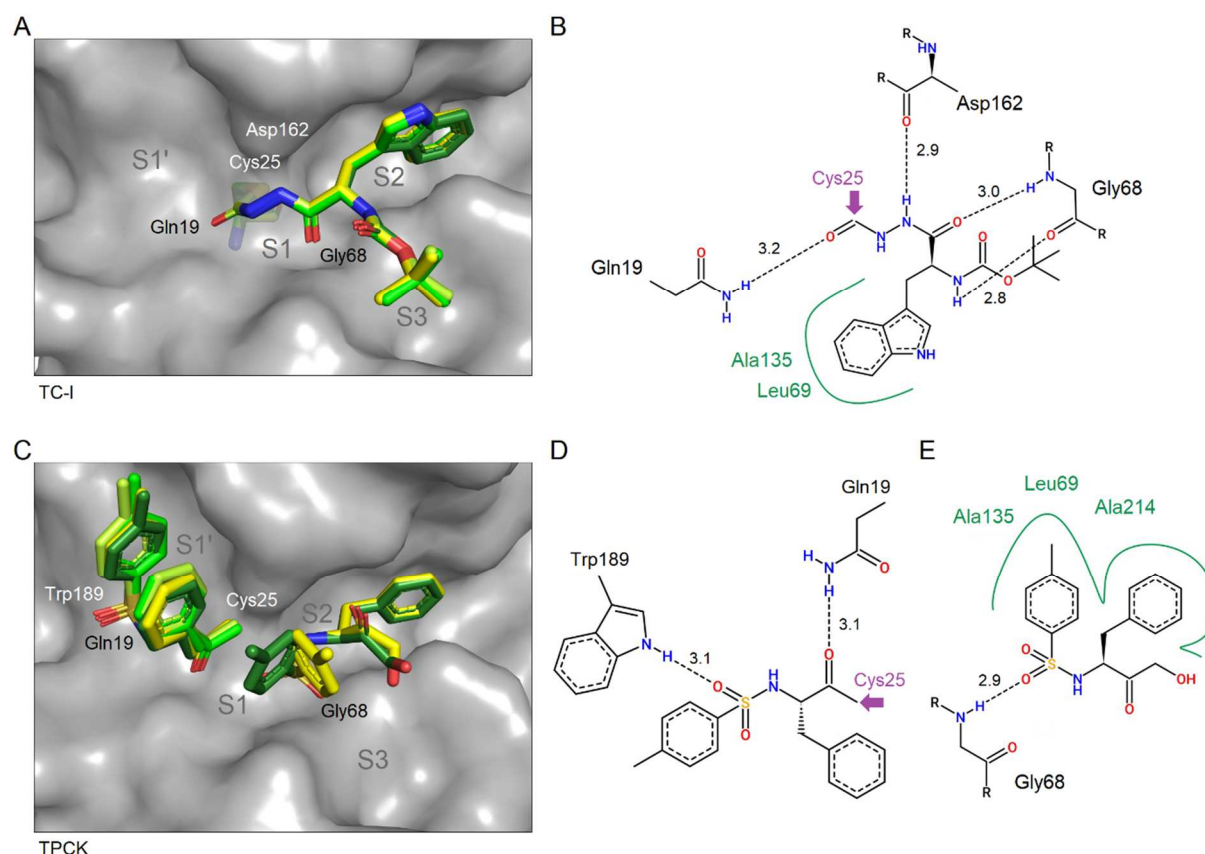 A
S1'
Asp162
Cys25
S2
Gln19
S1
Gly68
S3
TC-I
B
R
HN
R
O
Asp162
2.9
Cys25
R
N
H
3.0
Gly68
H
O
N
O
O
O
R
3.2
N
H
N
H
O
O
Gln19
N
H
H
2.8
N
H
Ala135
Leu69
NH
C
S1'
Trp189
Cys25
S2
Gln19
S1
Gly68
S3
TPCK
D
Gln19
H
N
O
H
Trp189
3.1
N
H
3.1
O
H
N
O
S
O
Cys25
E
Leu69
Ala135
Ala214
O
S
O
N
H
O
OH
2.9
R
N
H
O
R
Gly68